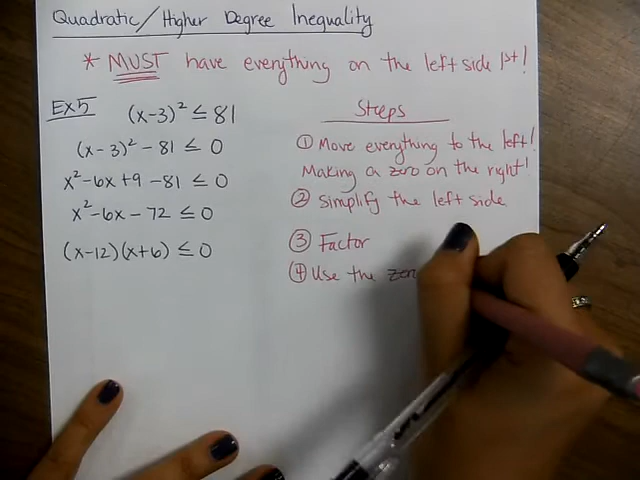 Quadratic/Higher Degree Inequality
* MUST have everything on the left side 1st!
Ex5 (x-3)² ≤ 81
(x-3)² - 81 ≤ 0
x² - 6x + 9 - 81 ≤ 0
x² - 6x - 72 ≤ 0
(x-12)(x+6) ≤ 0
Steps
① Move everything to the left!
Making a zero on the right!
② Simplify the left side
③ Factor
④ Use the zero